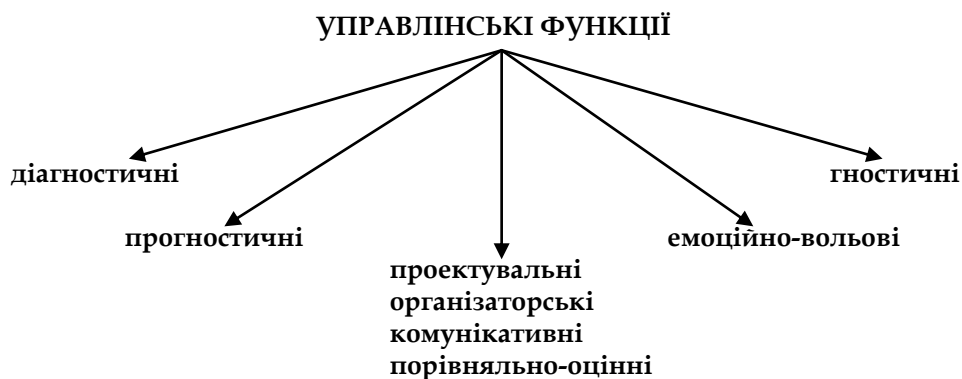 УПРАВЛІНСЬКІ ФУНКЦІЇ
діагностичні
гностичні
прогностичні
емоційно-вольові
проектувальні
організаторські
комунікативні
порівняльно-оцінні